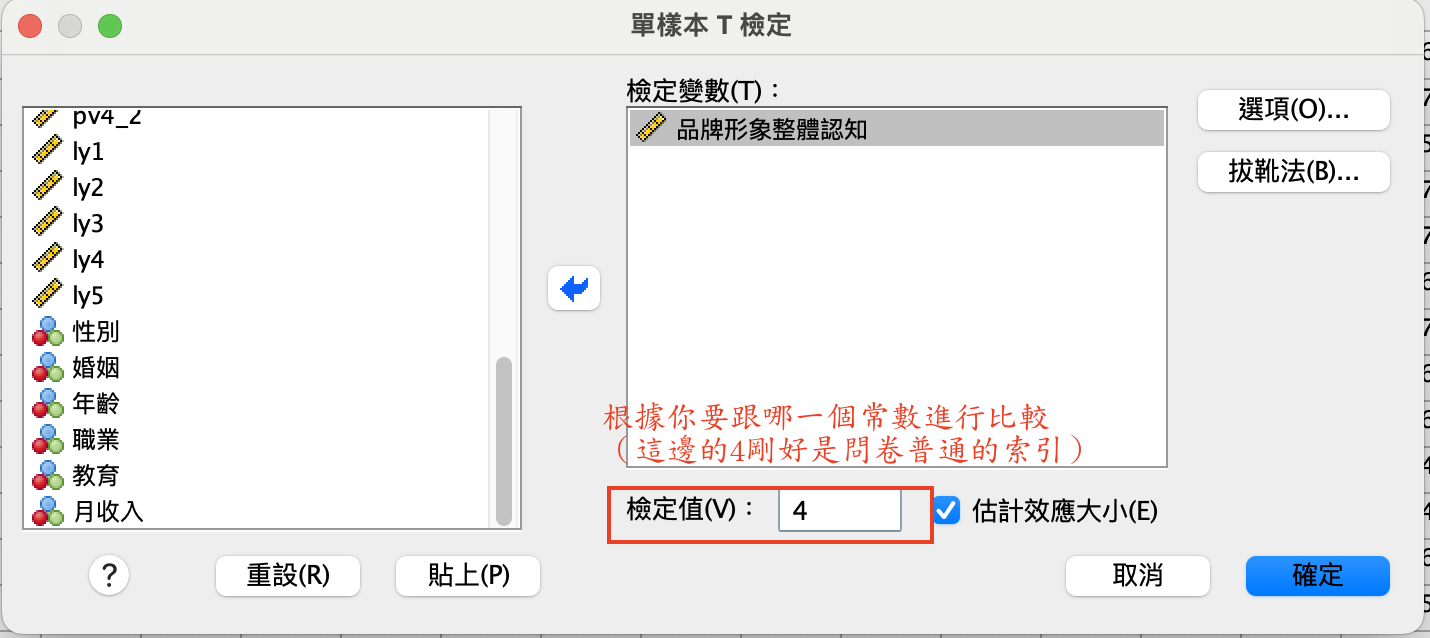 單樣本 T 檢定
pv4_2
ly1
ly2
ly3
ly4
ly5
性別
婚姻
年齡
職業
教育
月收入
檢定變數(T)：
品牌形象整體認知
根據你要跟哪一個常數進行比較
（這邊的4剛好是問卷普通的索引）
檢定值(V)： 4
估計效應大小(E)
選項(O)...
拔靴法(B)...
?
重設(R)
貼上(P)
取消
確定